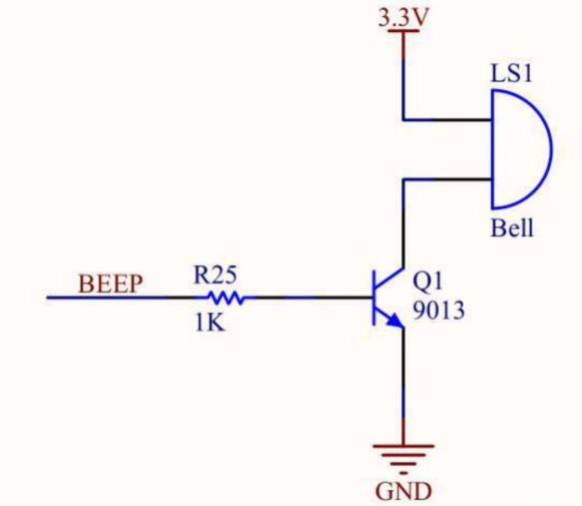 3.3V
LS1
Bell
BEEP
R25
1K
Q1
9013
GND